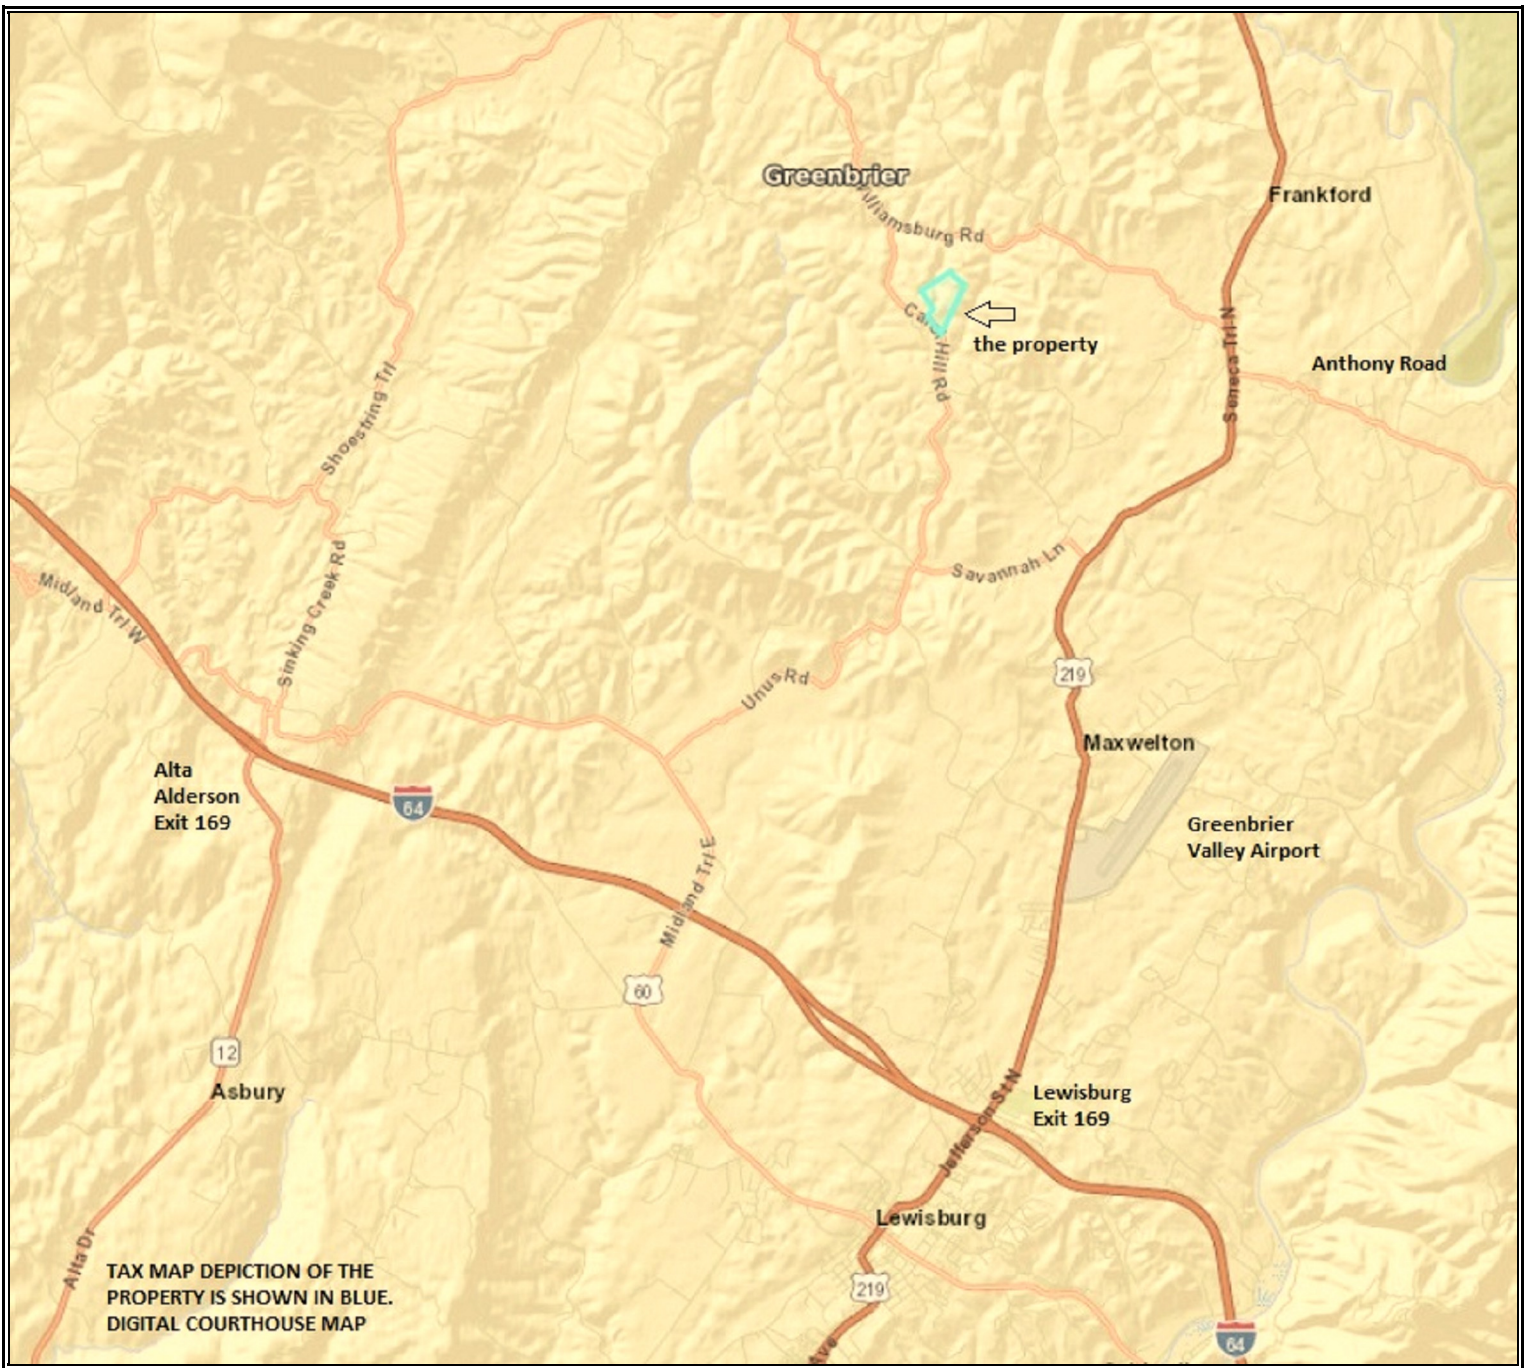 Greenbrier
Frankford
Williamsburg Rd
Hill Rd
the property
Seneca Trl N
Anthony Road
Shoestring Trl
Savannah Ln
Midland Trl W
Sinking Creek Rd
Unus Rd
219
Maxwelton
Alta
Alderson
Exit 169
64
Greenbrier
Valley Airport
Midland Trl E
60
12
Asbury
Jefferson St N
Lewisburg
Exit 169
Lewisburg
Alta Dr
TAX MAP DEPICTION OF THE
PROPERTY IS SHOWN IN BLUE.
DIGITAL COURTHOUSE MAP
219
64
Ave